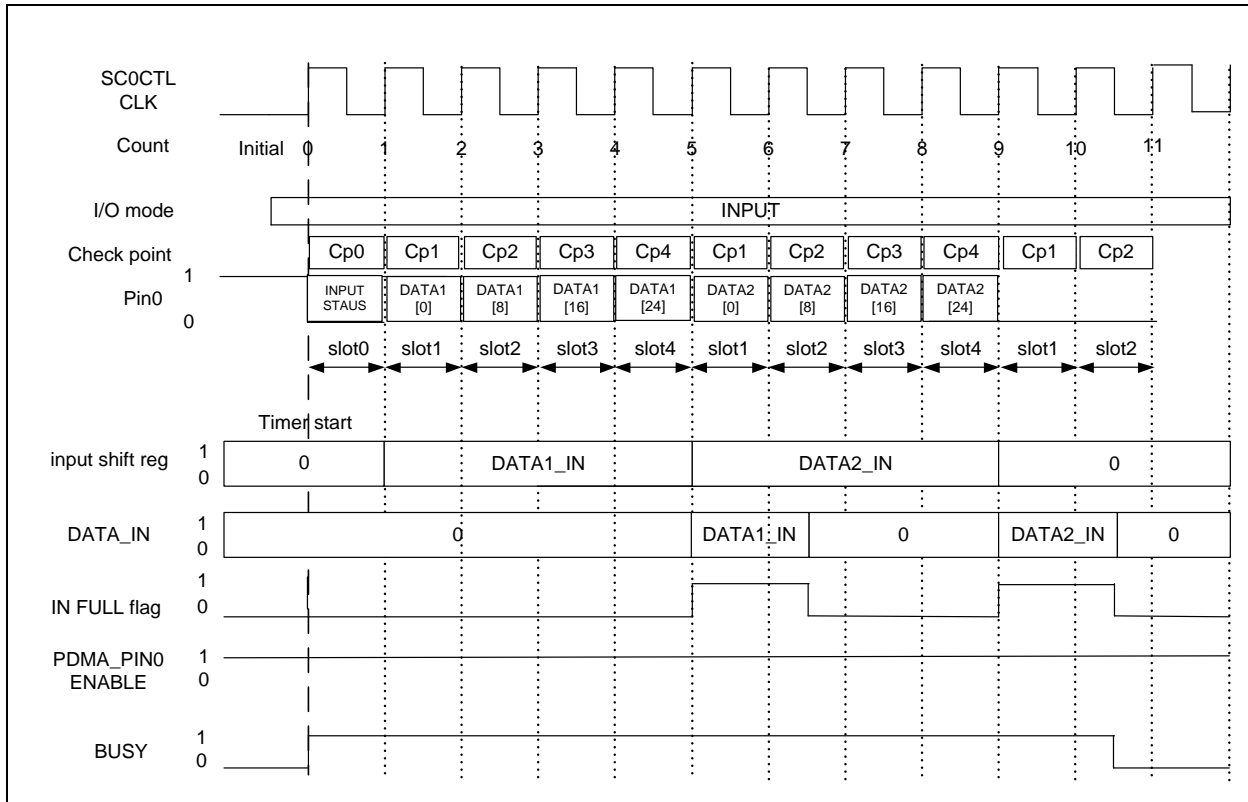 SC0CTL
CLK
Count Initial 0 1 2 3 4 5 6 7 8 9 10 11
I/O mode INPUT
Check point Cp0 Cp1 Cp2 Cp3 Cp4 Cp1 Cp2 Cp3 Cp4 Cp1 Cp2
1
Pin0
0
INPUT STAUS
DATA1 [0]
DATA1 [8]
DATA1 [16]
DATA1 [24]
DATA2 [0]
DATA2 [8]
DATA2 [16]
DATA2 [24]
slot0 slot1 slot2 slot3 slot4 slot1 slot2 slot3 slot4 slot1 slot2
Timer start
input shift reg 1 0 0 DATA1_IN DATA2_IN 0
DATA_IN 1 0 0 DATA1_IN 0 DATA2_IN 0
IN FULL flag 1 0
PDMA_PIN0
ENABLE
1 0
BUSY 1 0